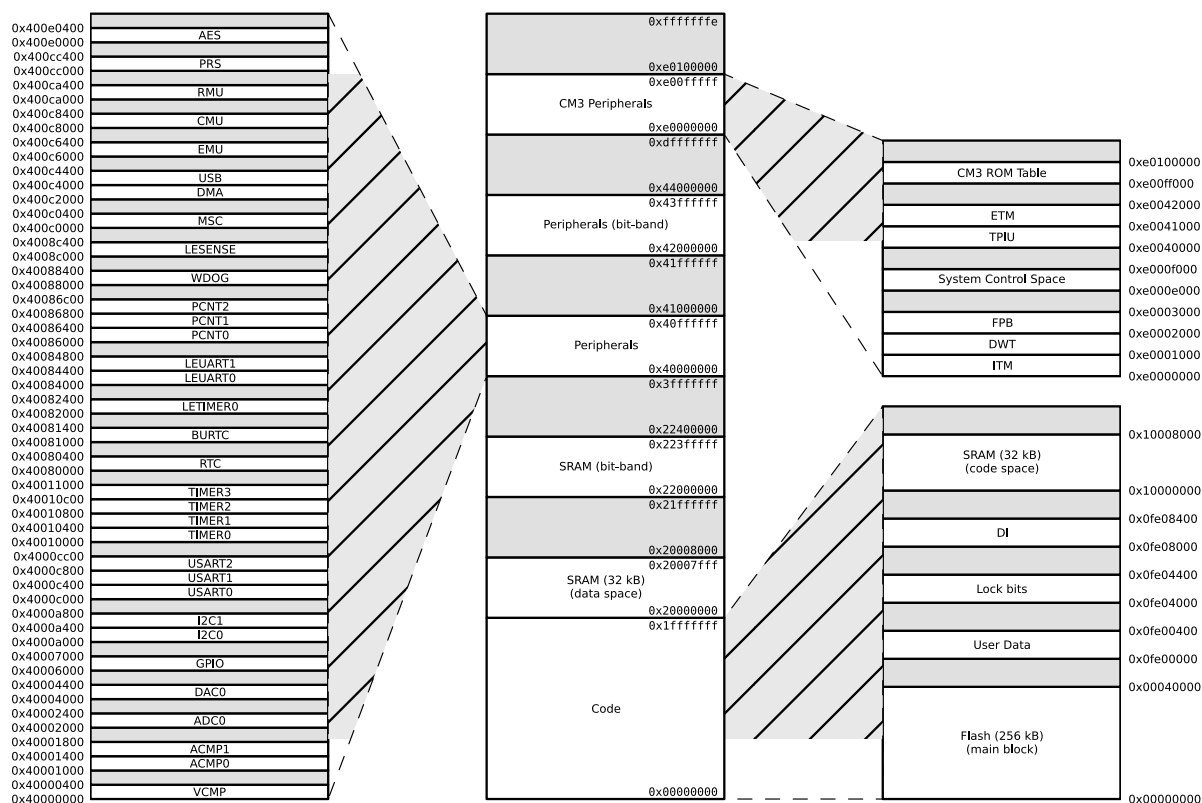 0x400e0400
AES
0x400e0000
0x400cc400
PRS
0x400cc000
0x400ca400
RMU
0x400ca000
0x400c8400
CMU
0x400c8000
0x400c6400
EMU
0x400c6000
0x400c4400
USB
0x400c4000
DMA
0x400c2000
0x400c0400
MSC
0x400c0000
0x4008c400
LESENSE
0x4008c000
0x40088400
WDOG
0x40088000
0x40086c00
PCNT2
0x40086800
PCNT1
0x40086400
PCNT0
0x40086000
0x40084800
LEUART1
0x40084400
LEUART0
0x40084000
0x40082400
LETIMER0
0x40082000
0x40081400
BURTC
0x40081000
0x40080400
RTC
0x40080000
0x40011000
TIMER3
0x40010c00
TIMER2
0x40010800
TIMER1
0x40010400
TIMER0
0x40010000
0x4000cc00
USART2
0x4000c800
USART1
0x4000c400
USART0
0x4000c000
0x4000a800
I2C1
0x4000a400
I2C0
0x4000a000
0x40007000
GPIO
0x40006000
0x40004400
DAC0
0x40004000
0x40002400
ADC0
0x40002000
0x40001800
ACMP1
0x40001400
ACMP0
0x40001000
0x40000400
VCMP
0x40000000
0xfffffffe
0xe0100000
0xe00fffff
CM3 Peripherals
0xe0000000
0xdfffffff
0x44000000
0x43ffffff
Peripherals (bit-band)
0x42000000
0x41ffffff
0x41000000
0x40ffffff
Peripherals
0x40000000
0x3fffffff
0x22400000
0x223fffff
SRAM (bit-band)
0x22000000
0x21ffffff
0x20008000
0x20007fff
SRAM (32 kB)
(data space)
0x20000000
0x1fffffff
Code
0x00000000
0xe0100000
CM3 ROM Table
0xe00ff000
0xe0042000
ETM
0xe0041000
TPIU
0xe0040000
0xe000f000
System Control Space
0xe000e000
0xe0003000
FPB
0xe0002000
DWT
0xe0001000
ITM
0xe0000000
0x10008000
SRAM (32 kB)
(code space)
0x10000000
0x0fe08400
DI
0x0fe08000
0x0fe04400
Lock bits
0x0fe04000
0x0fe00400
User Data
0x0fe00000
0x00040000
Flash (256 kB)
(main block)
0x00000000